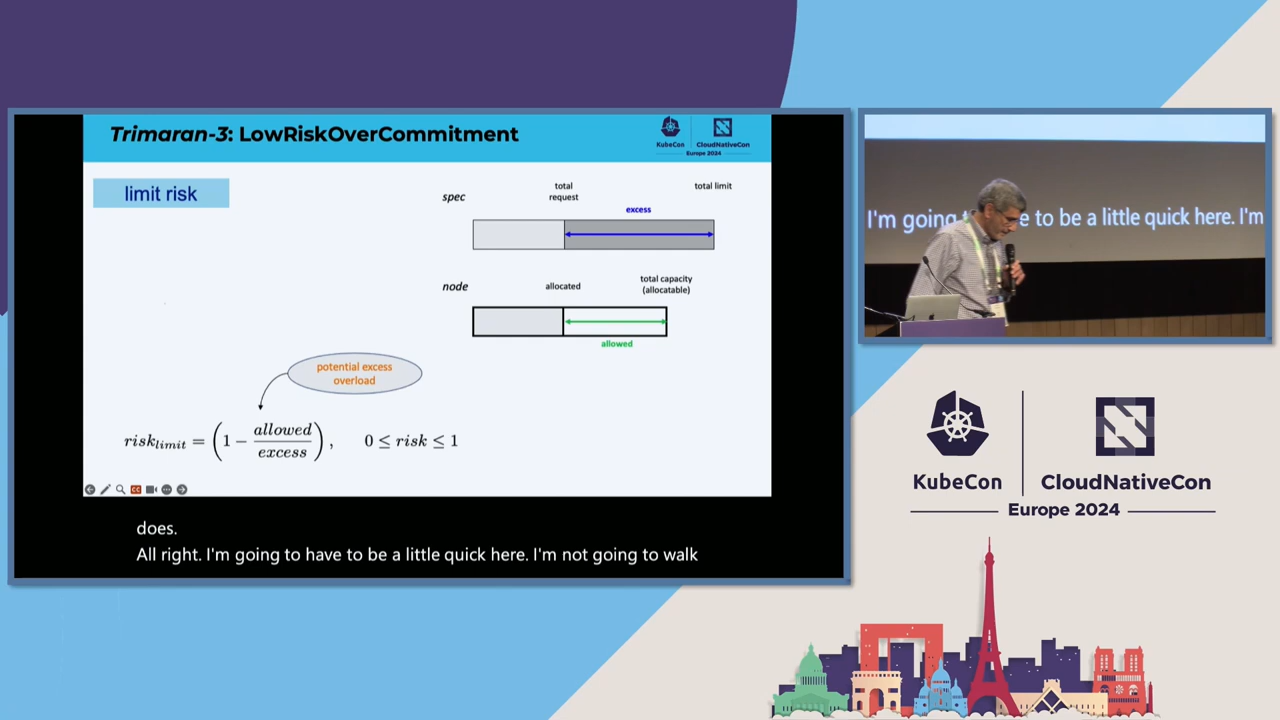 Trimaran-3: LowRiskOverCommitment
KubeCon
CloudNativeCon
Europe 2024
limit risk
spec
total
request
total limit
excess
node
allocated
total capacity
(allocatable)
allowed
potential excess
overload
risk_limit = (1 − allowed/excess), 0 ≤ risk ≤ 1
CC
does.
All right. I'm going to have to be a little quick here. I'm not going to walk
I'm going t e to be a little quick here. I'm
KubeCon
CloudNativeCon
Europe 2024